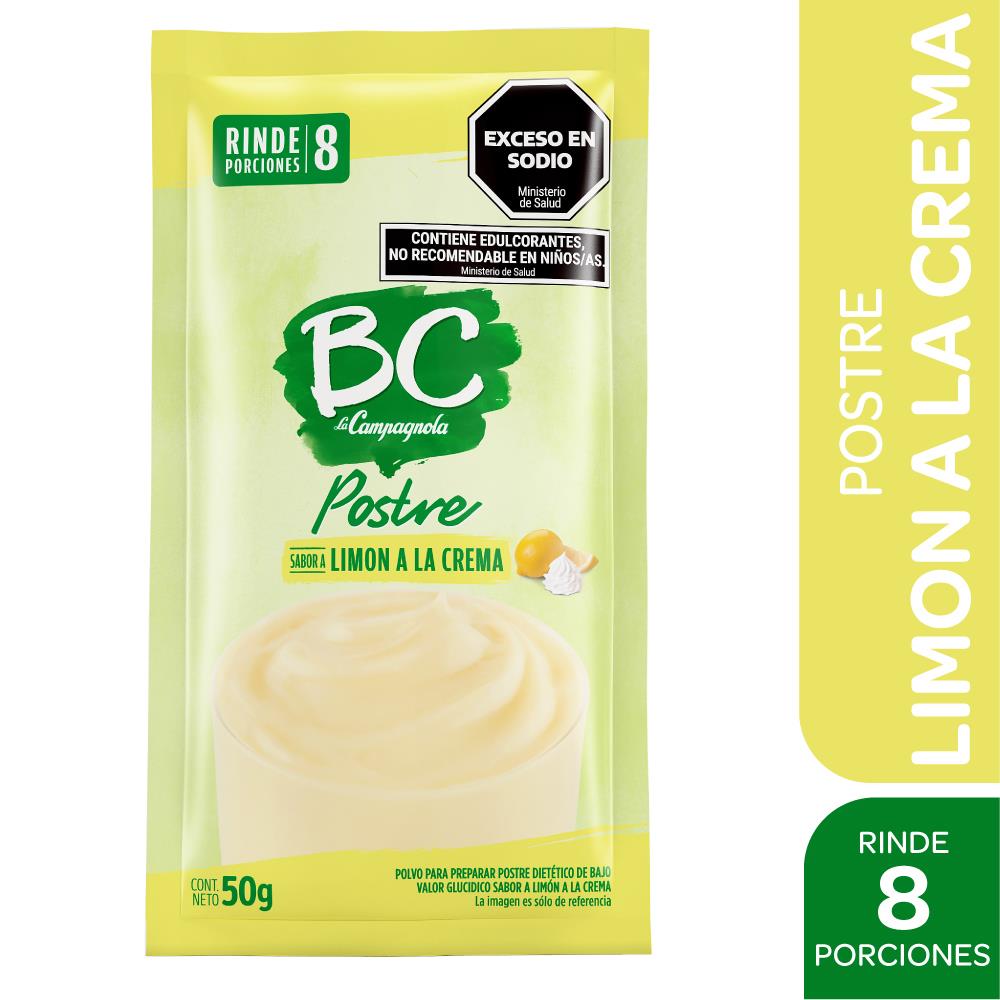 RINDE
PORCIONES
8
EXCESO EN
SODIO
Ministerio
de Salud
CONTIENE EDULCORANTES,
NO RECOMENDABLE EN NIÑOS/AS.
Ministerio de Salud
BC
La Campagnola
Postre
SABOR A LIMON A LA CREMA
CONT.
NETO 50g
POLVO PARA PREPARAR POSTRE DIETÉTICO DE BAJO
VALOR GLUCIDICO SABOR A LIMÓN A LA CREMA
La imagen es sólo de referencia
POSTRE
LIMON A LA CREMA
RINDE
8
PORCIONES